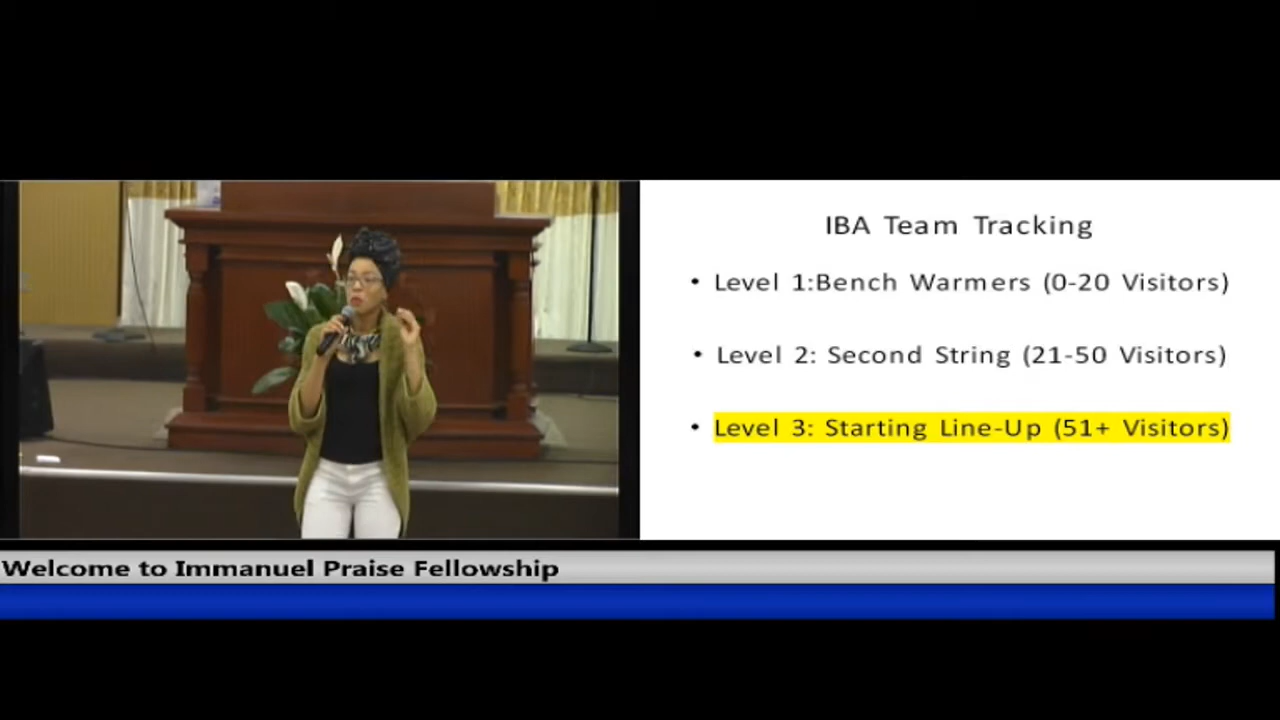 IBA Team Tracking
• Level 1:Bench Warmers (0-20 Visitors)
• Level 2: Second String (21-50 Visitors)
• Level 3: Starting Line-Up (51+ Visitors)
Welcome to Immanuel Praise Fellowship